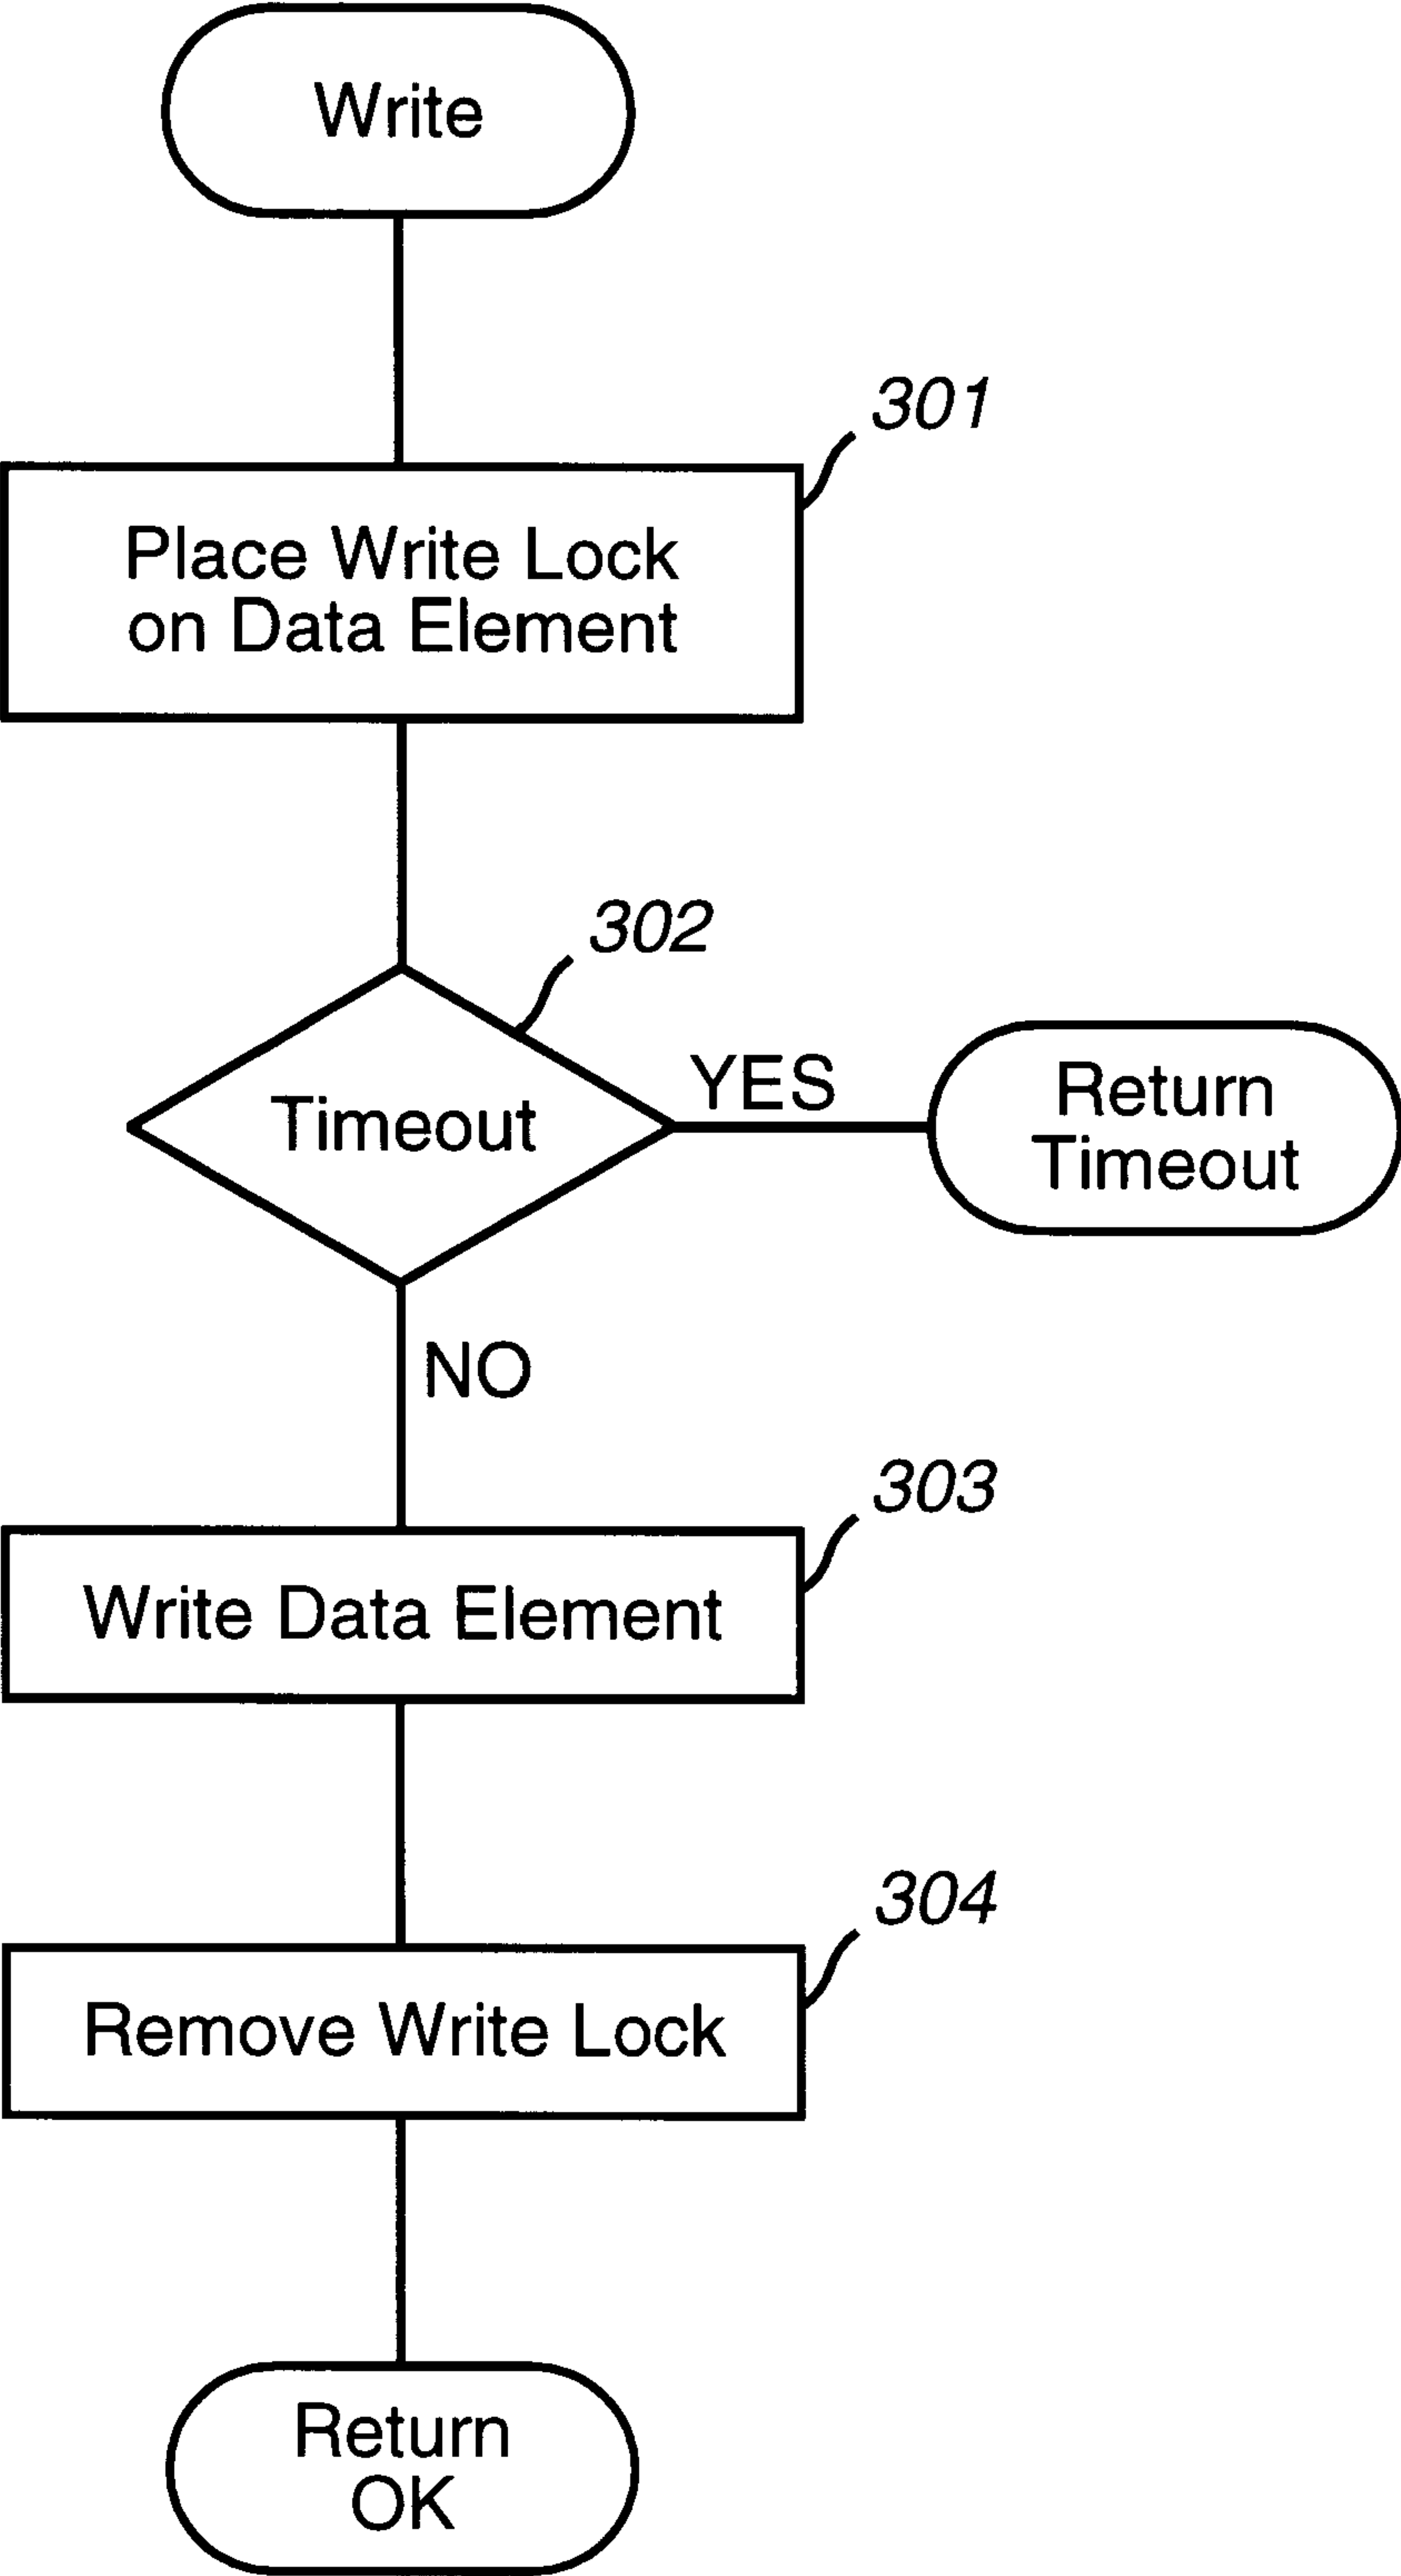 Write
301
Place Write Lock
on Data Element
302
Timeout
YES
Return
Timeout
NO
303
Write Data Element
304
Remove Write Lock
Return
OK